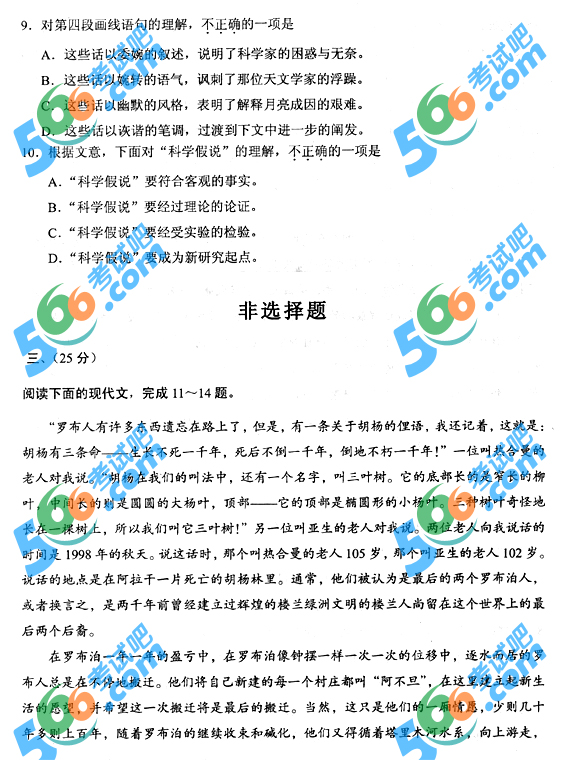 9．对第四段画线语句的理解，不正确的一项是
A．这些话以委婉的叙述，说明了科学家的困惑与无奈。
B．这些话以婉转的语气，讽刺了那位天文学家的浮躁。
C．这些话以幽默的风格，表明了解释月亮成因的艰难。
D．这些话以诙谐的笔调，过渡到下文中进一步的阐发。
10．根据文意，下面对“科学假说”的理解，不正确的一项是
A．“科学假说”要符合客观的事实。
B．“科学假说”要经过理论的论证。
C．“科学假说”要经受实验的检验。
D．“科学假说”要成为新研究起点。
非选择题
三、（25分）
阅读下面的现代文，完成11～14题。
“罗布人有许多东西遗忘在路上了，但是，有一条关于胡杨的俚语，我还记着，这就是：
胡杨有三条命——生长不死一千年，死后不倒一千年，倒地不朽一千年！”一位叫热合曼的
老人对我说。“胡杨在我们的叫法中，还有一个名字，叫三叶树。它的底部长的是窄长的柳
叶，中间长的则是圆圆的大杨叶，顶部——它的顶部是椭圆形的小杨叶。三种树叶奇怪地
长在一棵树上，所以我们叫它三叶树！”另一位叫亚生的老人对我说。两位老人向我说话的
时间是1998年的秋天。说这话时，那个叫热合曼的老人105岁，那个叫亚生的老人102岁。
说话的地点是在阿拉干一片死亡的胡杨林里。通常，他们被认为是最后的两个罗布泊人，
或者换言之，是两千年前曾经建立过辉煌的楼兰绿洲文明的楼兰人尚留在这个世界上的最
后两个后裔。
在罗布泊一年一年的盈亏中，在罗布泊像钟摆一样一次一次的位移中，逐水而居的罗
布人总是在不停地搬迁。他们将自己新建的每一个村庄都叫“阿不旦”，在这里建立起新生
活的愿望，并希望这一次搬迁将是最后的搬迁。当然，这只是他们的一厢情愿，少则几十
年多则上百年，随着罗布泊的继续收束和碱化，他们又得循着塔里木河水系，向上游走，
566考试吧
.com